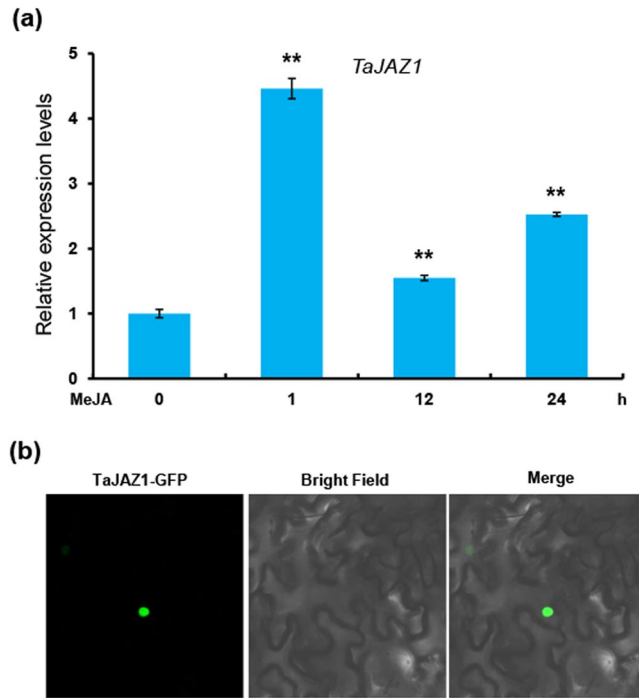 (a)
TaJAZ1
Relative expression levels
5
4
3
2
1
0
**
**
**
MeJA 0 1 12 24 h
(b)
TaJAZ1-GFP Bright Field Merge